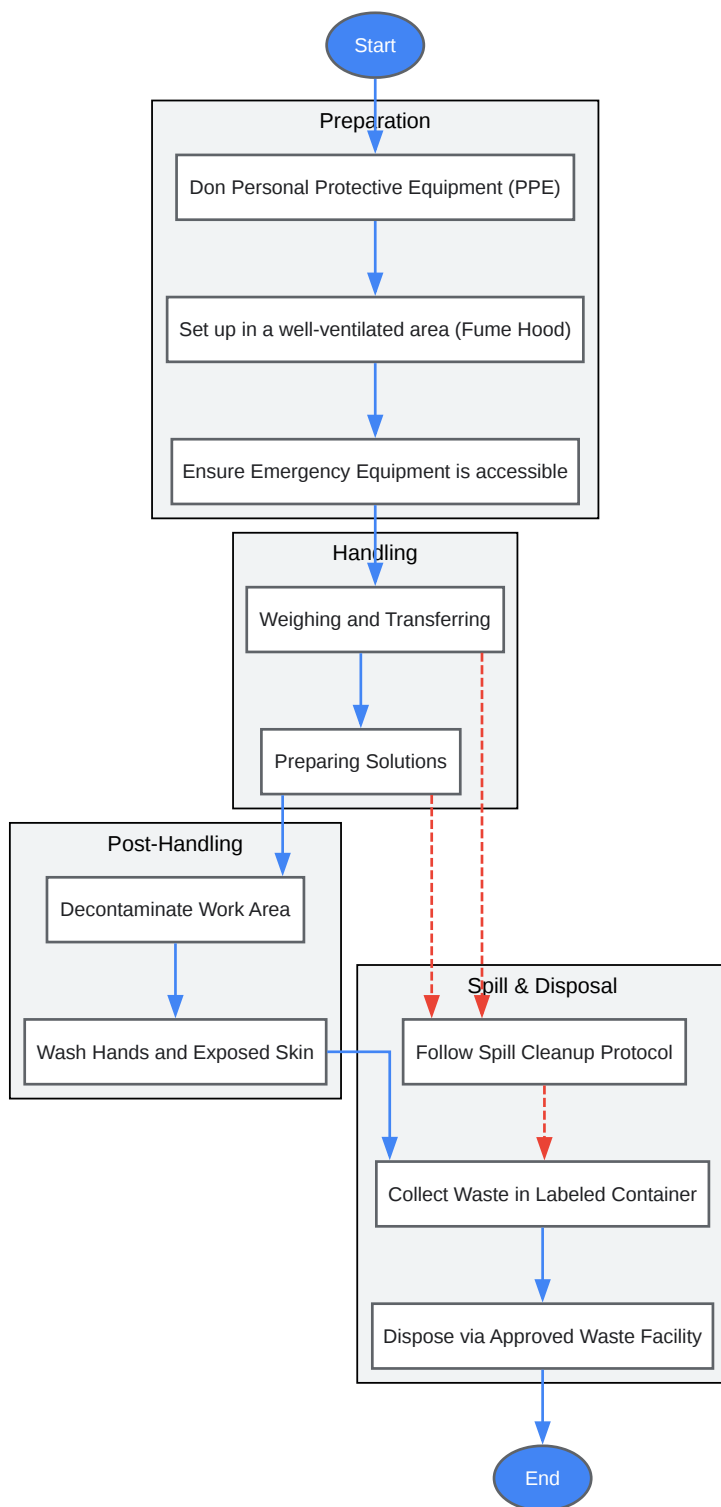 Start
Preparation
Don Personal Protective Equipment (PPE)
Set up in a well-ventilated area (Fume Hood)
Ensure Emergency Equipment is accessible
Handling
Weighing and Transferring
Preparing Solutions
Post-Handling
Decontaminate Work Area
Wash Hands and Exposed Skin
Spill & Disposal
Follow Spill Cleanup Protocol
Collect Waste in Labeled Container
Dispose via Approved Waste Facility
End